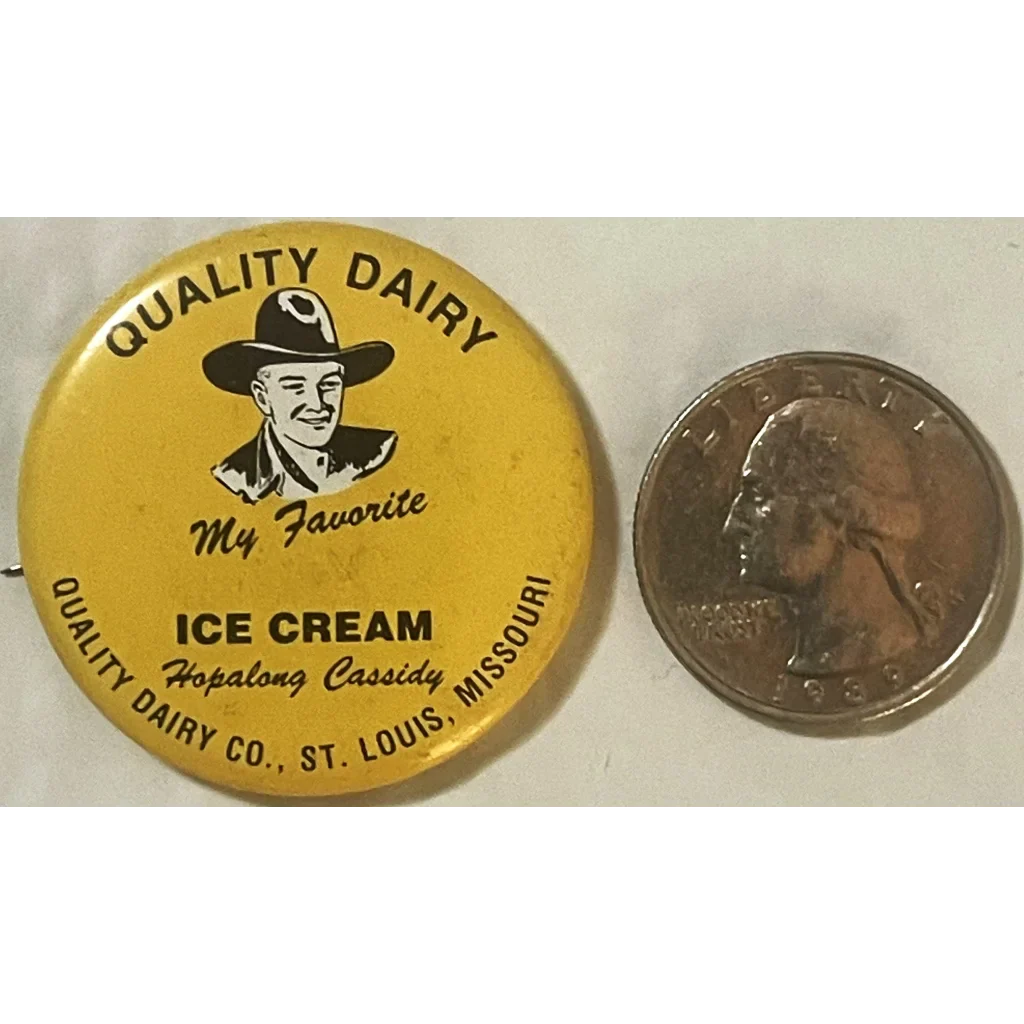 QUALITY DAIRY
My Favorite
ICE CREAM
Hopalong Cassidy
QUALITY DAIRY CO., ST. LOUIS, MISSOURI
LIBERTY
IN GOD WE
TRUST
1989